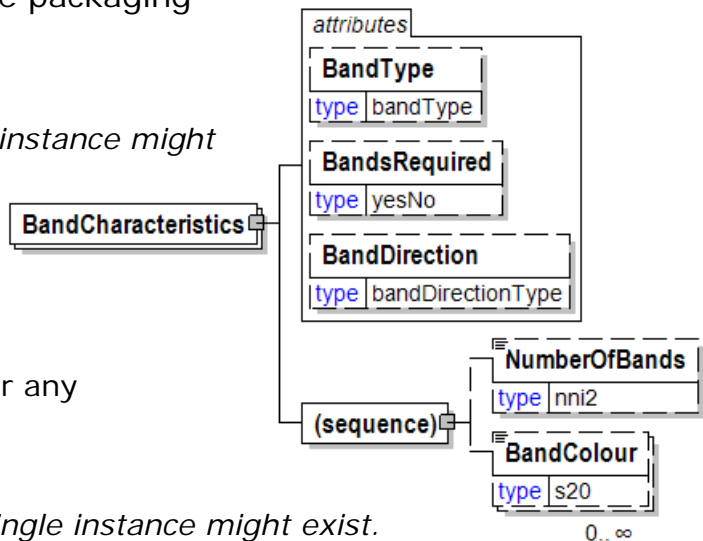 e packaging
attributes
BandType
type bandType
instance might
BandsRequired
type yesNo
BandCharacteristics
BandDirection
type bandDirectionType
r any
NumberOfBands
type nni2
(sequence)
BandColour
type s20
ngle instance might exist.
0..∞